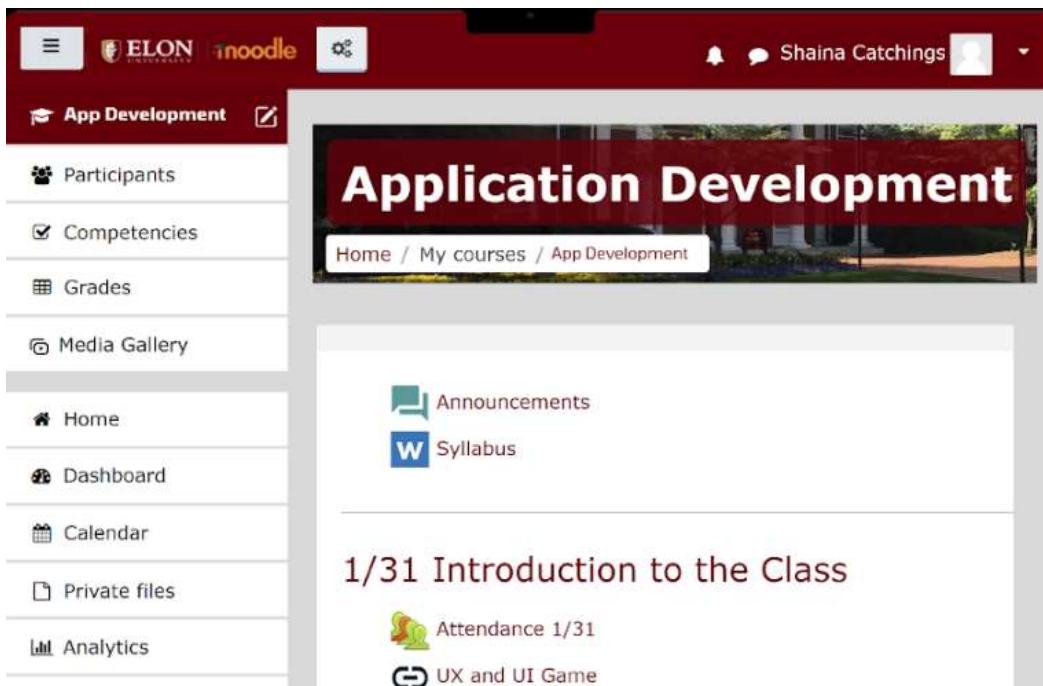 ELON moodle Shaina Catchings
UNIVERSITY
App Development
Participants
Competencies
Grades
Media Gallery
Home
Dashboard
Calendar
Private files
Analytics
Application Development
Home / My courses / App Development
Announcements
W Syllabus
1/31 Introduction to the Class
Attendance 1/31
UX and UI Game